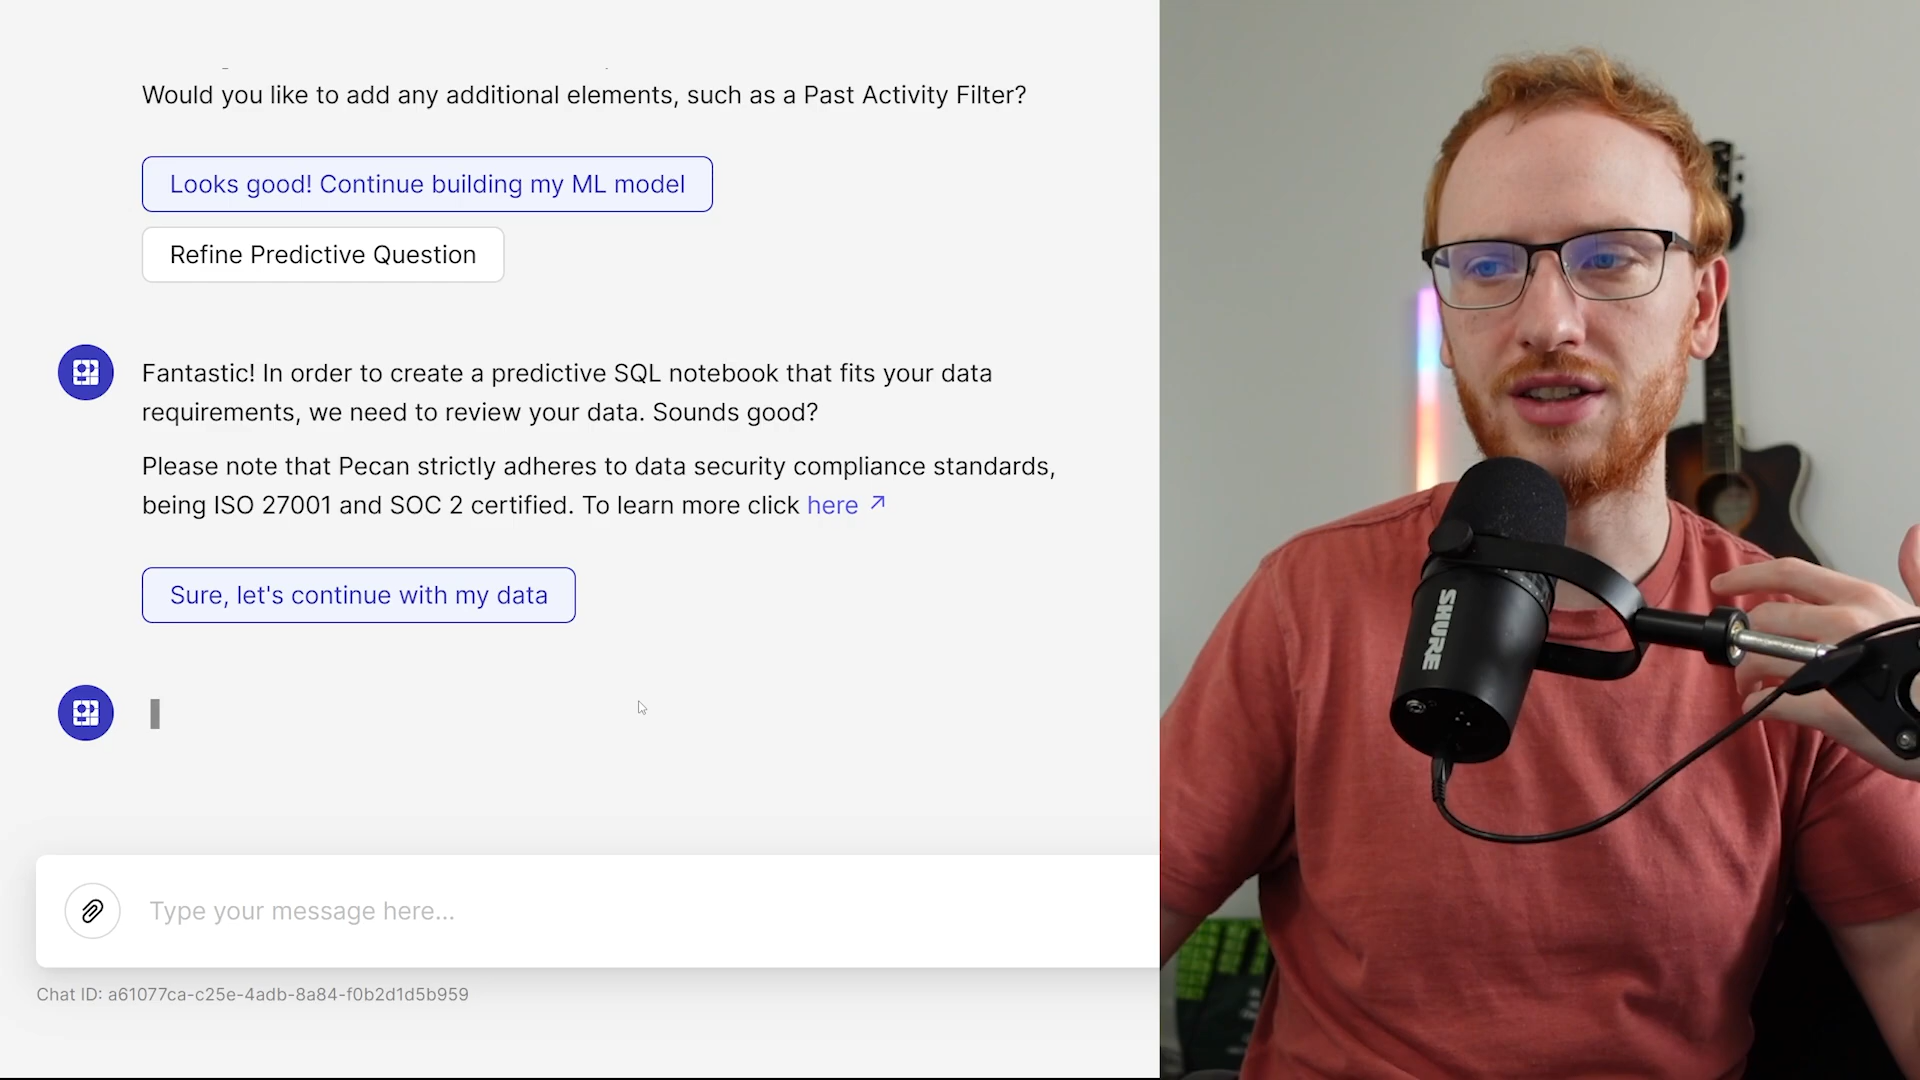 Would you like to add any additional elements, such as a Past Activity Filter?
Looks good! Continue building my ML model
Refine Predictive Question
Fantastic! In order to create a predictive SQL notebook that fits your data
requirements, we need to review your data. Sounds good?
Please note that Pecan strictly adheres to data security compliance standards,
being ISO 27001 and SOC 2 certified. To learn more click here ↗
Sure, let's continue with my data
Type your message here...
Chat ID: a61077ca-c25e-4adb-8a84-f0b2d1d5b959
SHURE